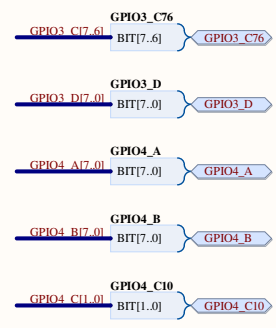 GPIO3_C76
GPIO3_C[7..6] BIT[7..6] GPIO3_C76
GPIO3_D
GPIO3_D[7..0] BIT[7..0] GPIO3_D
GPIO4_A
GPIO4_A[7..0] BIT[7..0] GPIO4_A
GPIO4_B
GPIO4_B[7..0] BIT[7..0] GPIO4_B
GPIO4_C10
GPIO4_C[1..0] BIT[1..0] GPIO4_C10